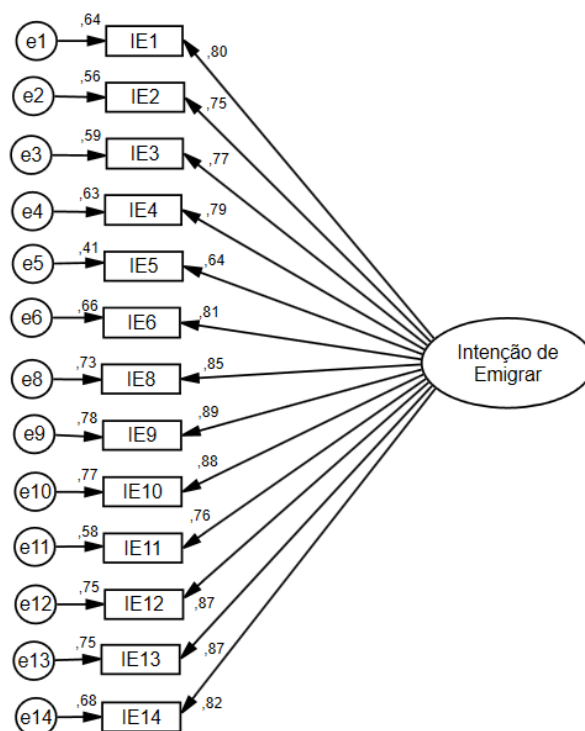 e1 ,64 IE1 ,80
e2 ,56 IE2 ,75
e3 ,59 IE3 ,77
e4 ,63 IE4 ,79
e5 ,41 IE5 ,64
e6 ,66 IE6 ,81
e8 ,73 IE8 ,85
e9 ,78 IE9 ,89
e10 ,77 IE10 ,88
e11 ,58 IE11 ,76
e12 ,75 IE12 ,87
e13 ,75 IE13 ,87
e14 ,68 IE14 ,82
Intenção de
Emigrar